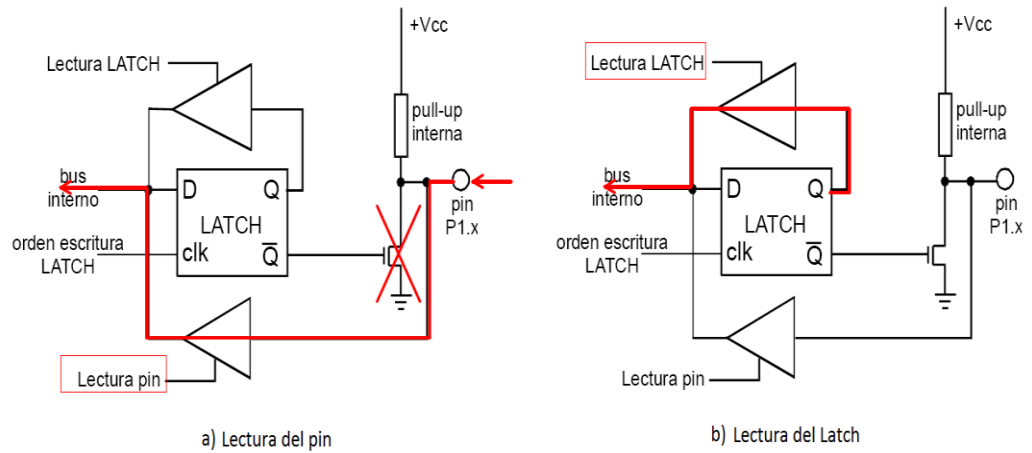 +Vcc
Lectura LATCH
pull-up
interna
bus
interno
D
Q
LATCH
pin
P1.x
orden escritura
LATCH
clk
Q̅
Lectura pin
a) Lectura del pin
+Vcc
Lectura LATCH
pull-up
interna
bus
interno
D
Q
LATCH
pin
P1.x
orden escritura
LATCH
clk
Q̅
Lectura pin
b) Lectura del Latch